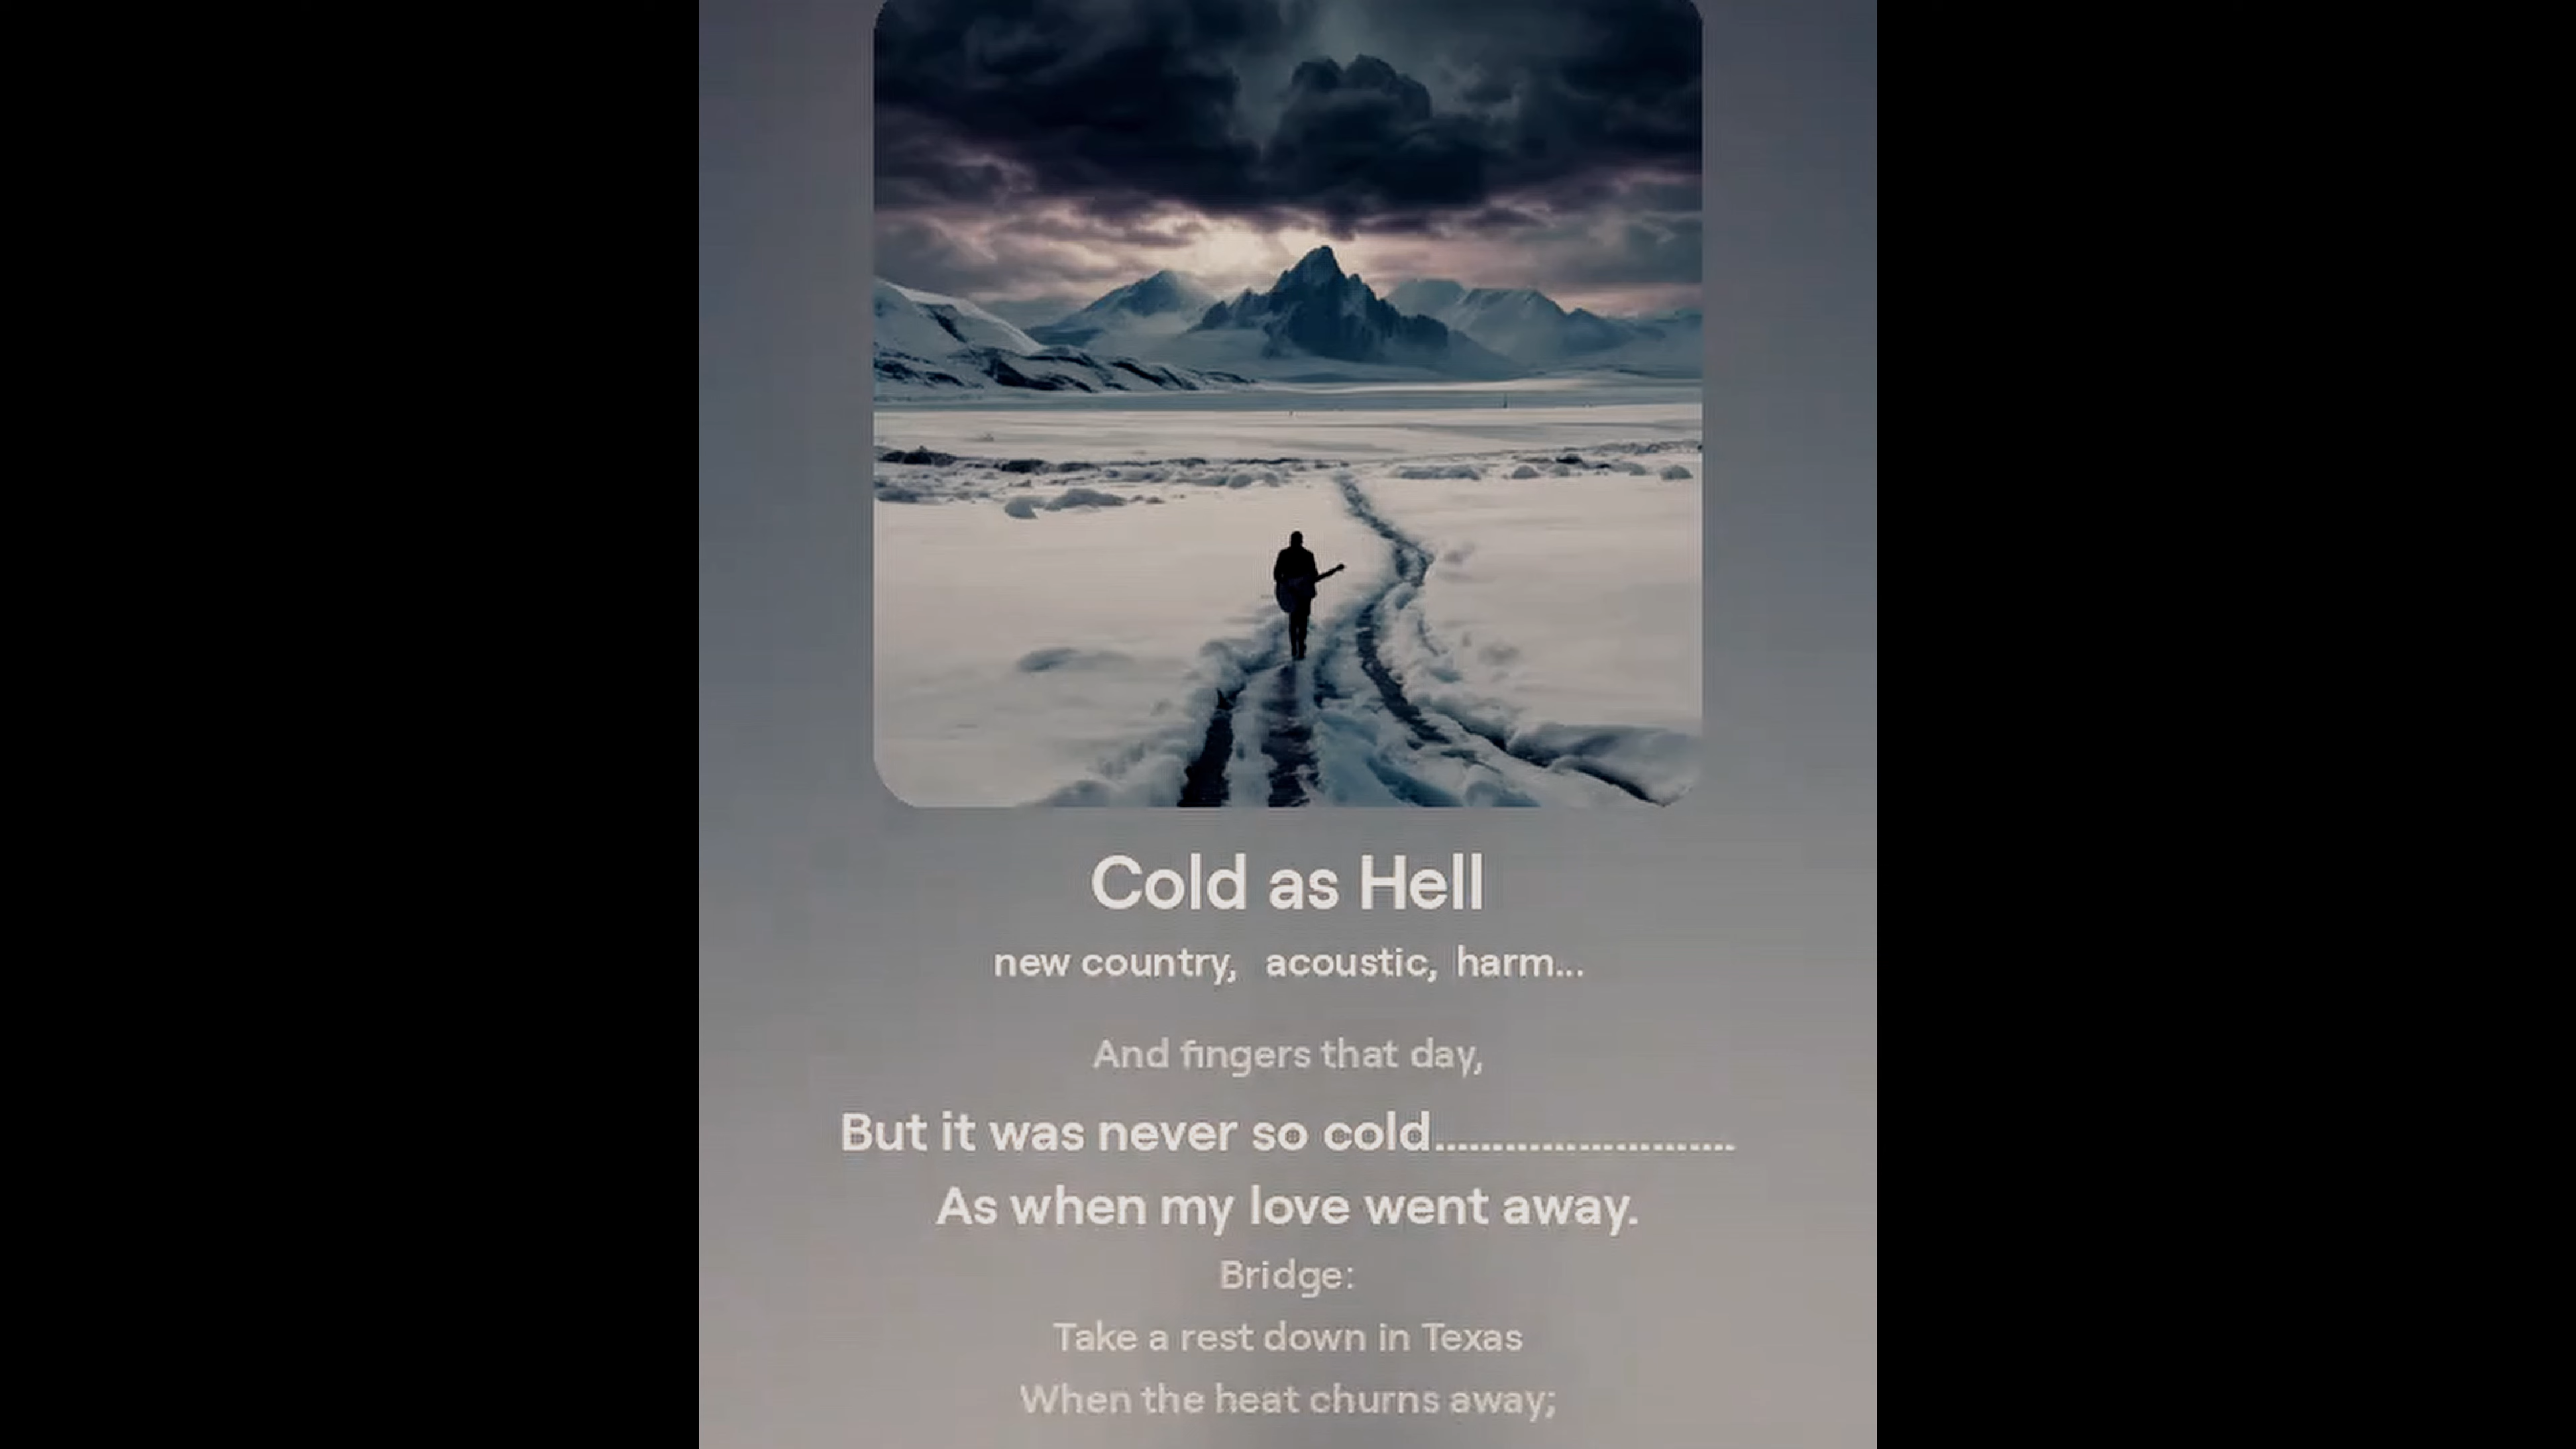 Cold as Hell
new country, acoustic, harm...
And fingers that day,
But it was never so cold..........................
As when my love went away.
Bridge:
Take a rest down in Texas
When the heat churns away;